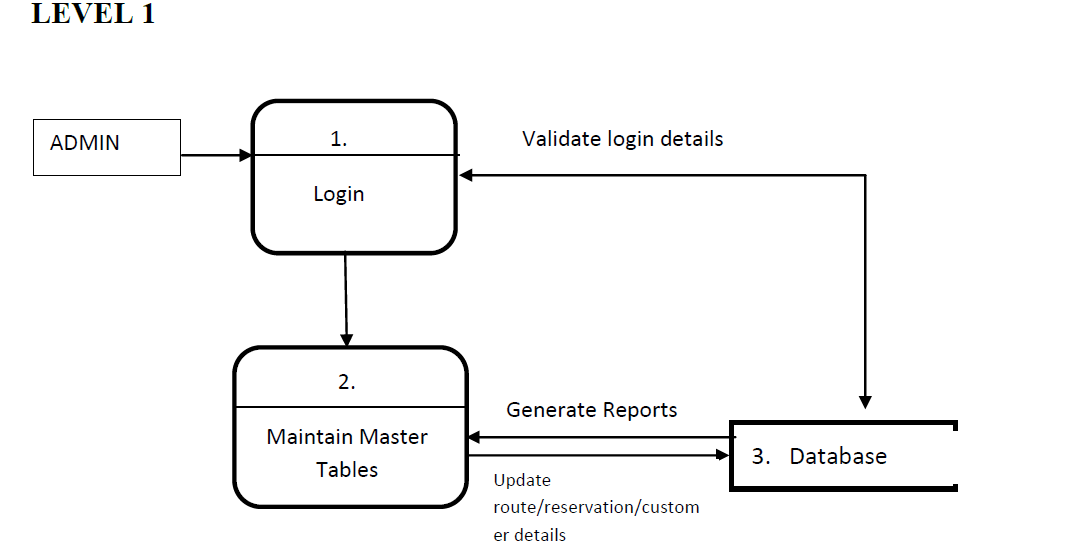 LEVEL 1
ADMIN
1.
Validate login details
Login
2.
Generate Reports
Maintain Master
Tables
3. Database
Update
route/reservation/custom
er details